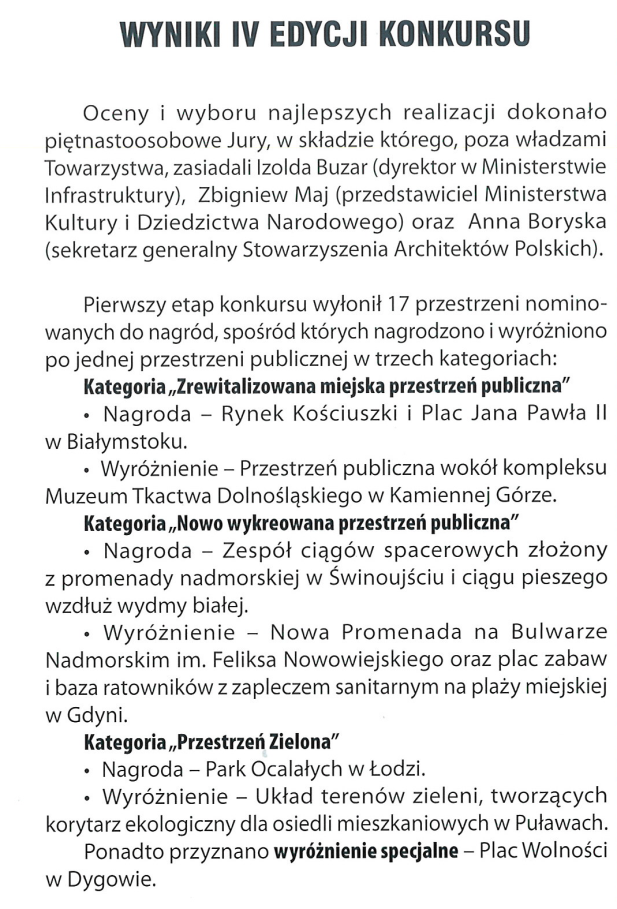 WYNIKI IV EDYCJI KONKURSU
Oceny i wyboru najlepszych realizacji dokonało
piętnastoosobowe Jury, w składzie którego, poza władzami
Towarzystwa, zasiadali Izolda Buzar (dyrektor w Ministerstwie
Infrastruktury), Zbigniew Maj (przedstawiciel Ministerstwa
Kultury i Dziedzictwa Narodowego) oraz Anna Boryska
(sekretarz generalny Stowarzyszenia Architektów Polskich).
Pierwszy etap konkursu wyłonił 17 przestrzeni nomino-
wanych do nagród, spośród których nagrodzono i wyróżniono
po jednej przestrzeni publicznej w trzech kategoriach:
Kategoria „Zrewitalizowana miejska przestrzeń publiczna”
• Nagroda – Rynek Kościuszki i Plac Jana Pawła II
w Białymstoku.
• Wyróżnienie – Przestrzeń publiczna wokół kompleksu
Muzeum Tkactwa Dolnośląskiego w Kamiennej Górze.
Kategoria „Nowo wykreowana przestrzeń publiczna”
• Nagroda – Zespół ciągów spacerowych złożony
z promenady nadmorskiej w Świnoujściu i ciągu pieszego
wzdłuż wydmy białej.
• Wyróżnienie – Nowa Promenada na Bulwarze
Nadmorskim im. Feliksa Nowowiejskiego oraz plac zabaw
i baza ratowników z zapleczem sanitarnym na plaży miejskiej
w Gdyni.
Kategoria „Przestrzeń Zielona”
• Nagroda – Park Ocalałych w Łodzi.
• Wyróżnienie – Układ terenów zieleni, tworzących
korytarz ekologiczny dla osiedli mieszkaniowych w Puławach.
Ponadto przyznano wyróżnienie specjalne – Plac Wolności
w Dygowie.